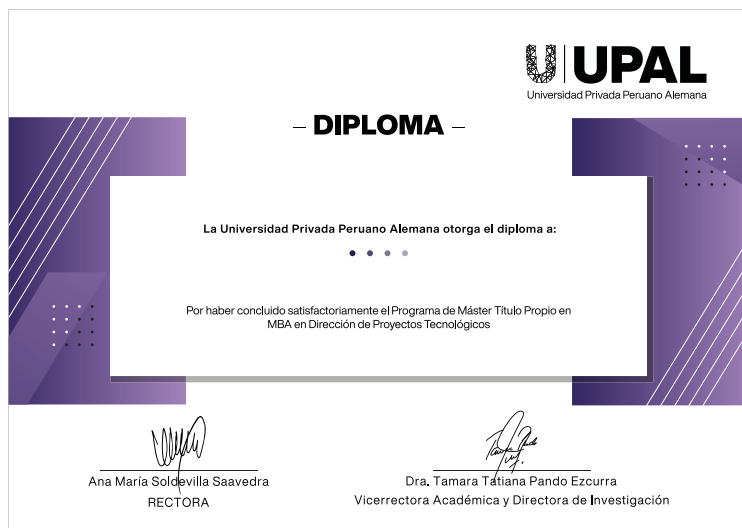 UPAL
Universidad Privada Peruano Alemana
– DIPLOMA –
La Universidad Privada Peruano Alemana otorga el diploma a:
Por haber concluido satisfactoriamente el Programa de Máster Título Propio en
MBA en Dirección de Proyectos Tecnológicos
Ana María Soldevilla Saavedra
RECTORA
Dra. Tamara Tatiana Pando Ezcurra
Vicerrectora Académica y Directora de Investigación